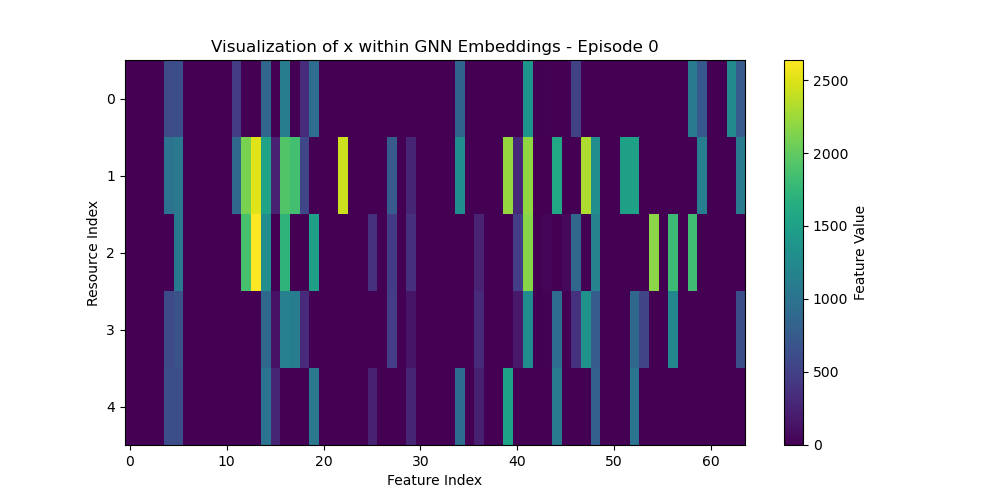 Visualization of x within GNN Embeddings - Episode 0
Resource Index
0
1
2
3
4
0 10 20 30 40 50 60
Feature Index
2500
2000
1500
1000
500
0
Feature Value